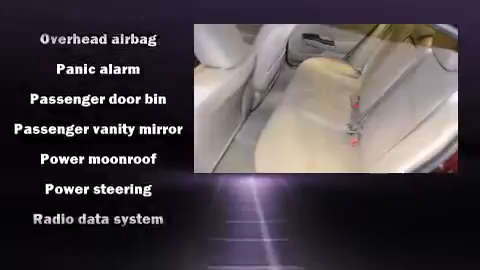 Overhead airbag
Panic alarm
Passenger door bin
Passenger vanity mirror
Power moonroof
Power steering
Radio data system